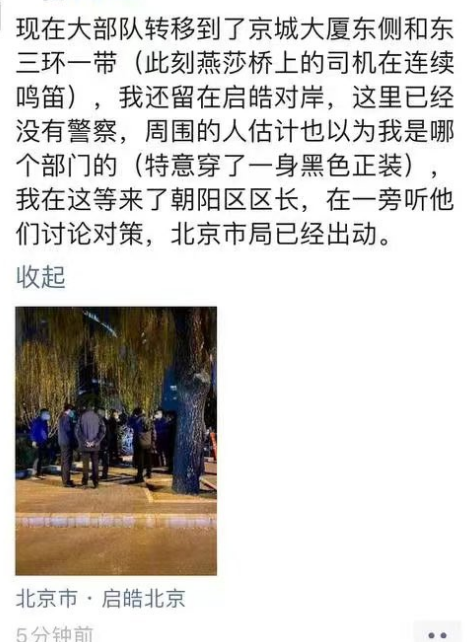 现在大部队转移到了京城大厦东侧和东
三环一带（此刻燕莎桥上的司机在连续
鸣笛），我还留在启皓对岸，这里已经
没有警察，周围的人估计也以为我是哪
个部门的（特意穿了一身黑色正装），
我在这等来了朝阳区区长，在一旁听他
们讨论对策，北京市局已经出动。
收起
北京市·启皓北京
5分钟前